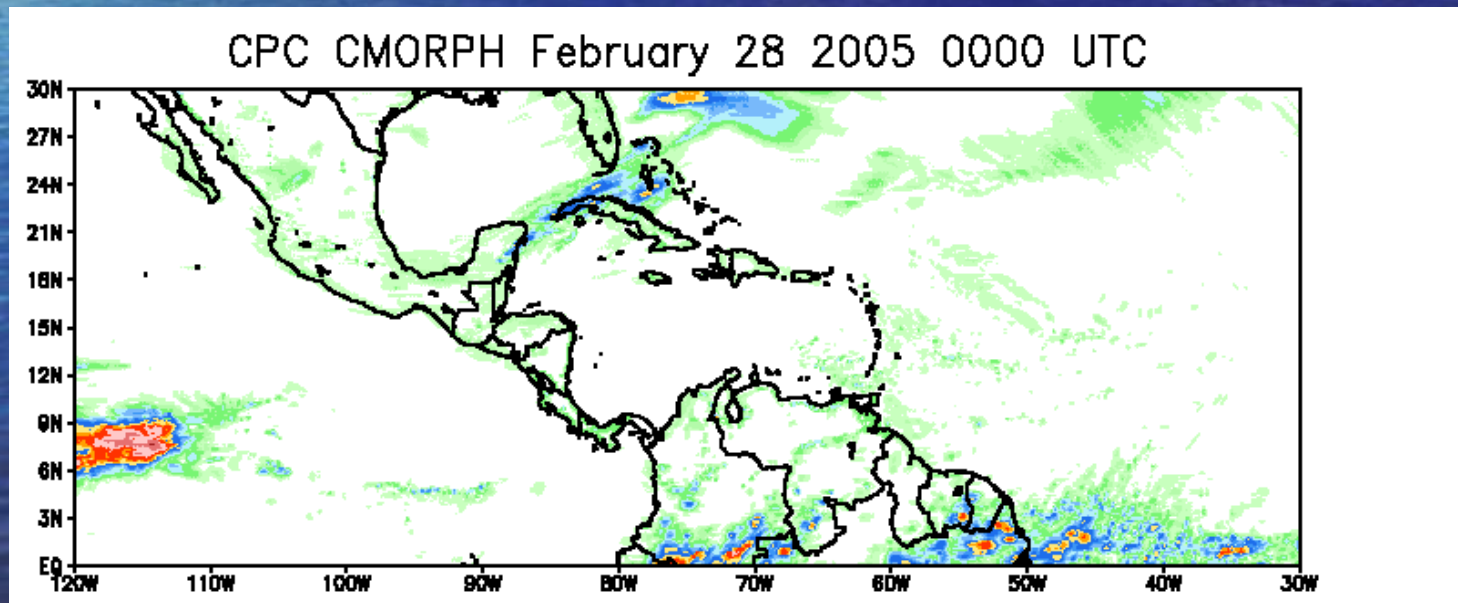 CPC CMORPH February 28 2005 0000 UTC
30N
27N
24N
21N
18N
15N
12N
9N
6N
3N
EQ
120W 110W 100W 90W 80W 70W 60W 50W 40W 30W